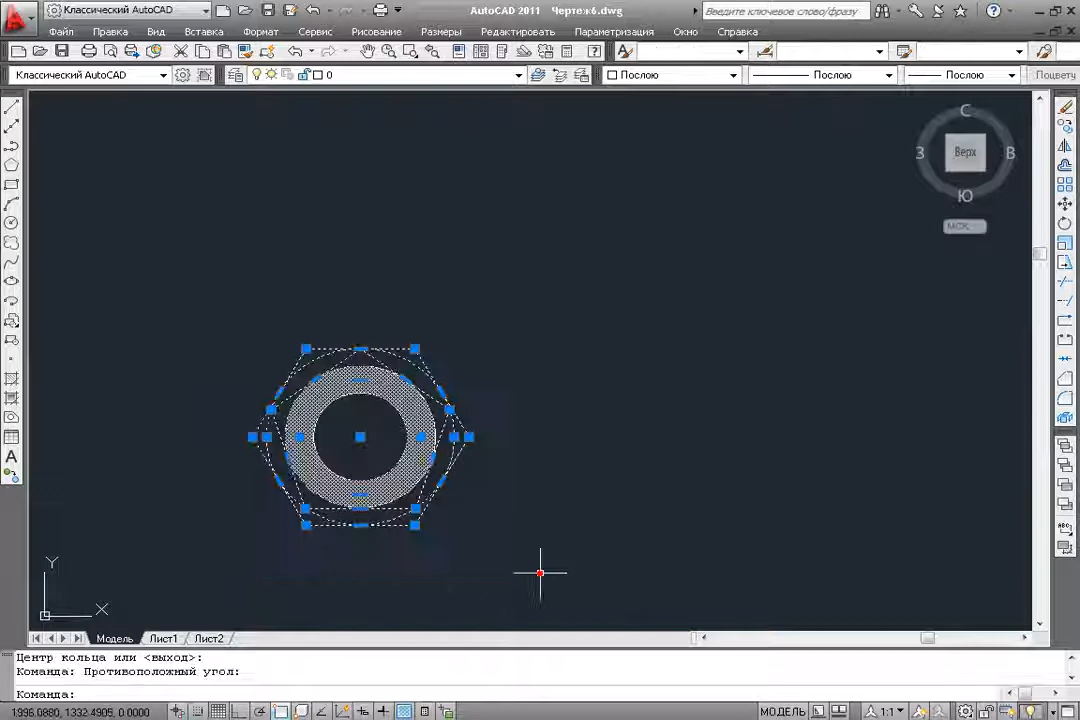 Классический AutoCAD
AutoCAD 2011 Чертеж6.dwg
Введите ключевое слово/фразу
Файл Правка Вид Вставка Формат Сервис Рисование Размеры Редактировать Параметризация Окно Справка
Классический AutoCAD
0
Послою
Послою
Послою
Поцвету
С
З Верх В
Ю
МСК
Y
X
Модель Лист1 Лист2
Центр кольца или <выход>:
Команда: Противоположный угол:
Команда:
1996.0880, 1332.4905, 0.0000
МОДЕЛЬ
1:1